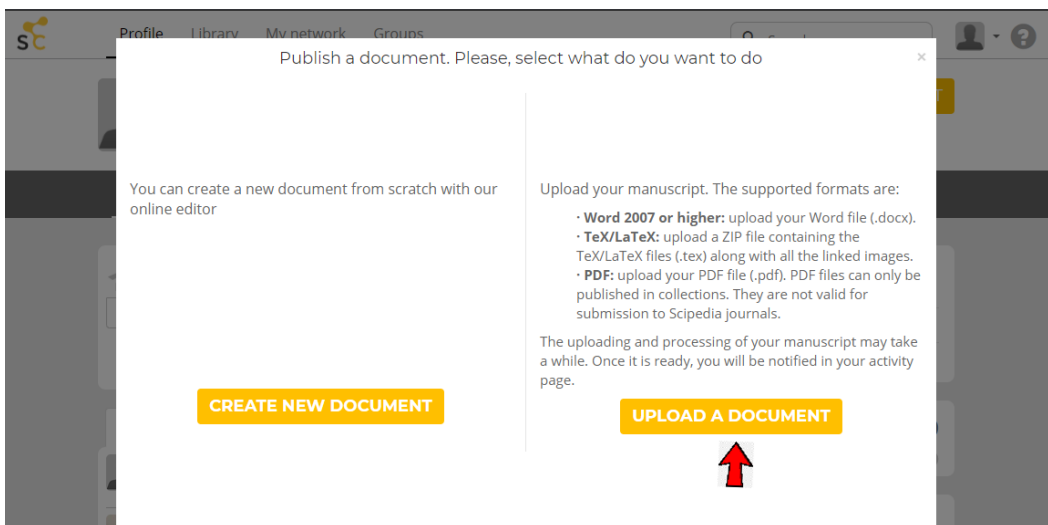 SC
Profile Library My network Groups
Publish a document. Please, select what do you want to do
×
You can create a new document from scratch with our
online editor
CREATE NEW DOCUMENT
Upload your manuscript. The supported formats are:
· Word 2007 or higher: upload your Word file (.docx).
· TeX/LaTeX: upload a ZIP file containing the
TeX/LaTeX files (.tex) along with all the linked images.
· PDF: upload your PDF file (.pdf). PDF files can only be
published in collections. They are not valid for
submission to Scipedia journals.
The uploading and processing of your manuscript may take
a while. Once it is ready, you will be notified in your activity
page.
UPLOAD A DOCUMENT